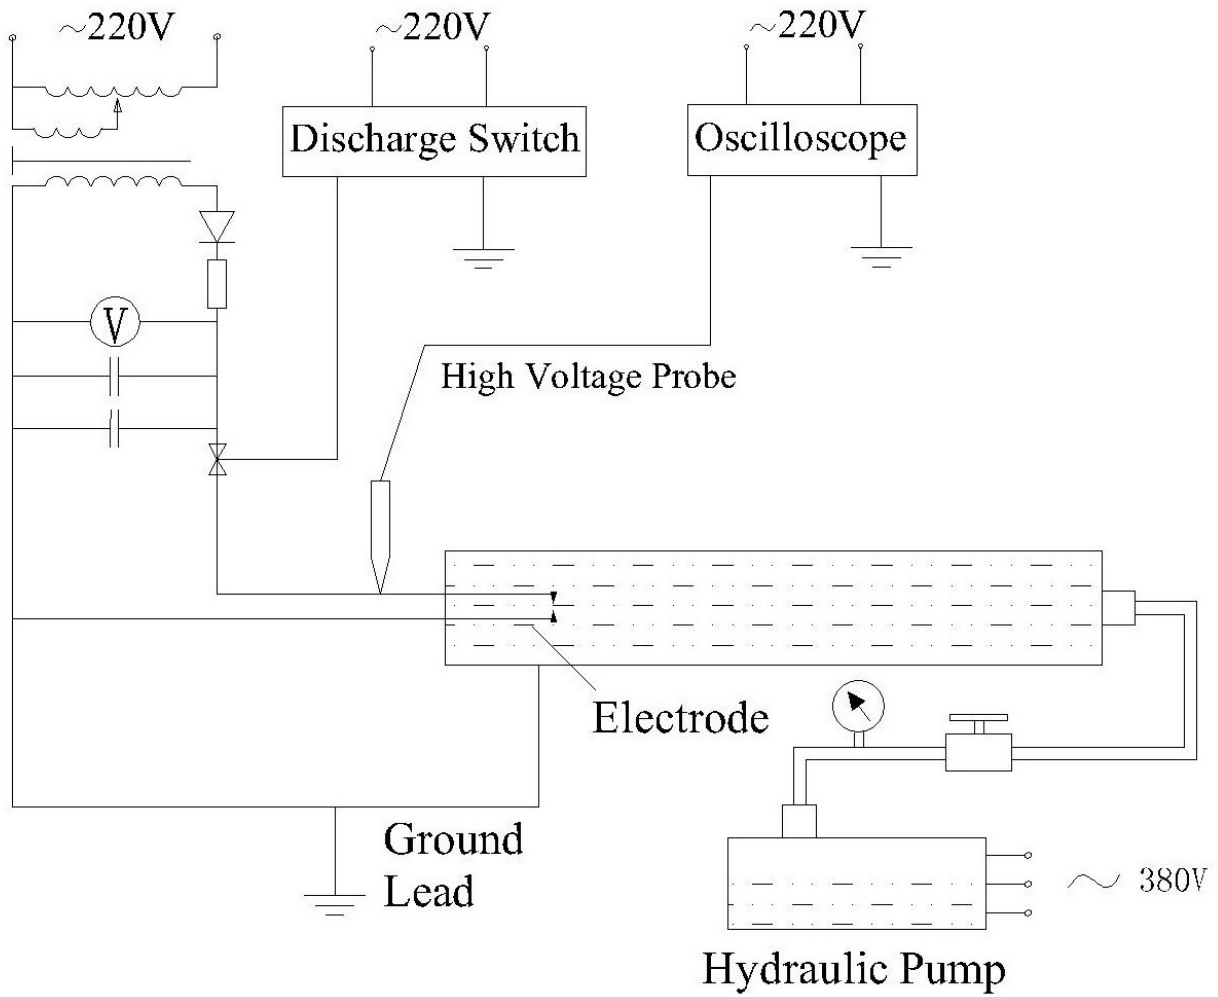 ~220V
~220V
~220V
Discharge Switch
Oscilloscope
V
High Voltage Probe
Electrode
Ground
Lead
~ 380V
Hydraulic Pump